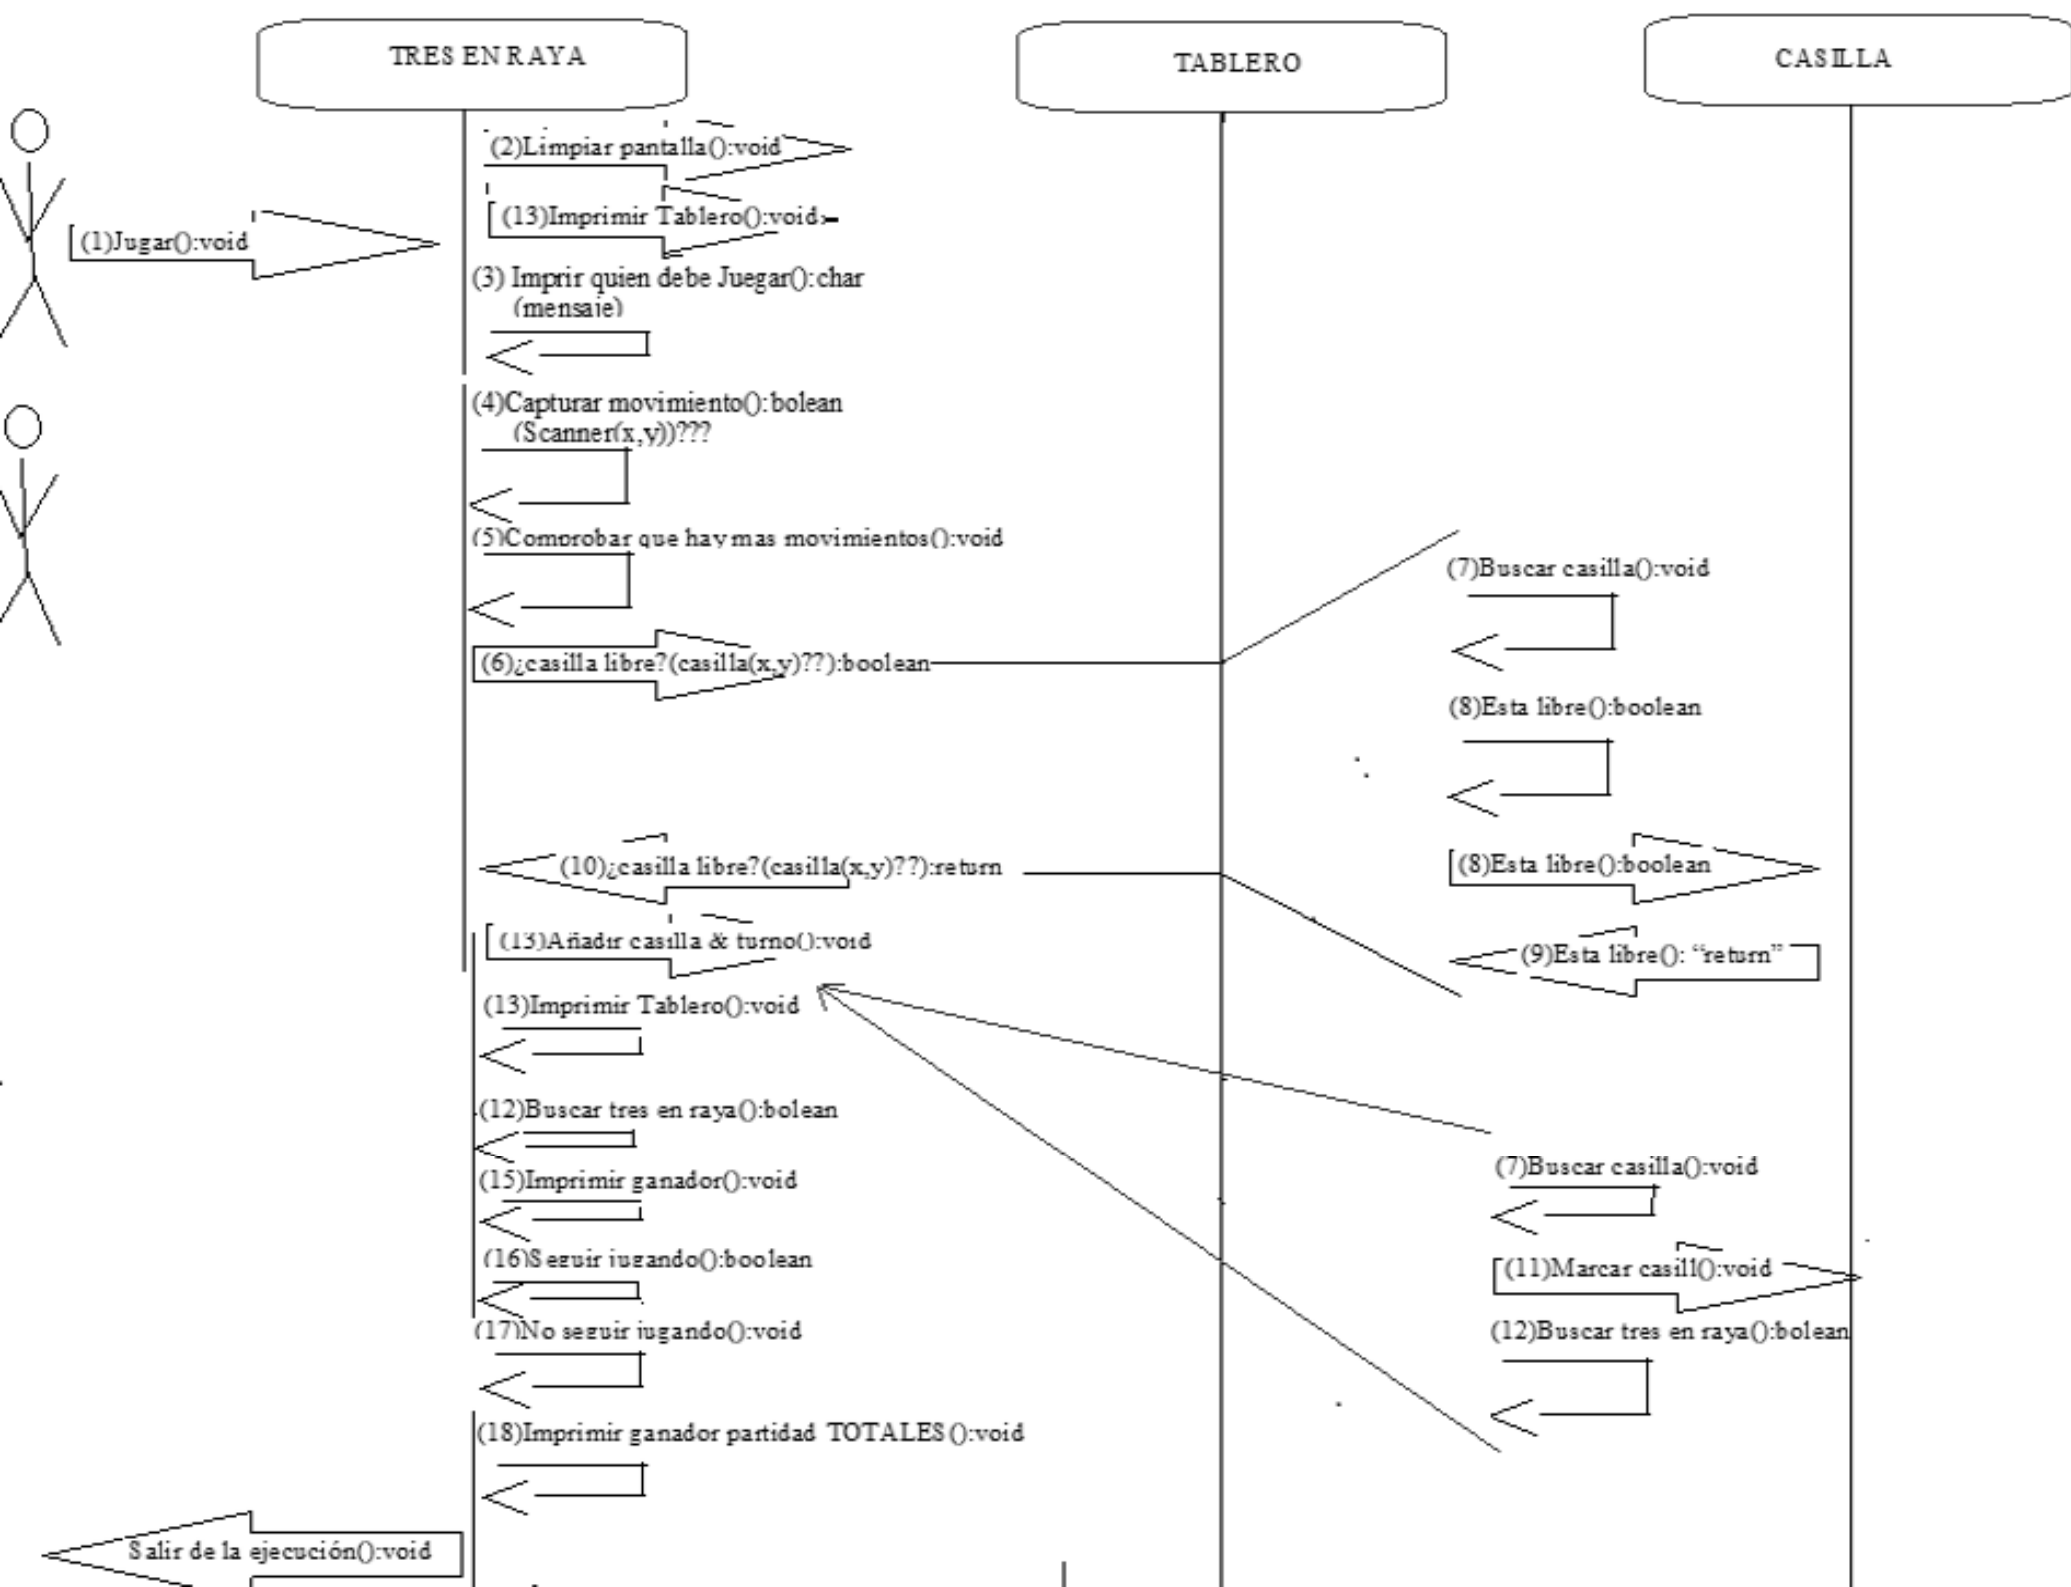 TRES EN RAYA
TABLERO
CASILLA
(2)Limpiar pantalla():void
(13)Imprimir Tablero():void
(1)Jugar():void
(3) Imprir quien debe Juegar():char
(mensaje)
(4)Capturar movimiento():bolean
(Scanner(x,y))???
(5)Comprobar que hay mas movimientos():void
(7)Buscar casilla():void
(6)¿casilla libre?(casilla(x,y)??):boolean
(8)Esta libre():boolean
(10)¿casilla libre?(casilla(x,y)??):return
(8)Esta libre():boolean
(13)Añadir casilla & turno():void
(9)Esta libre(): “return”
(13)Imprimir Tablero():void
(12)Buscar tres en raya():bolean
(7)Buscar casilla():void
(15)Imprimir ganador():void
(16)Seguir jugando():boolean
(11)Marcar casill():void
(17)No seguir jugando():void
(12)Buscar tres en raya():bolean
(18)Imprimir ganador partidad TOTALES():void
Salir de la ejecución():void